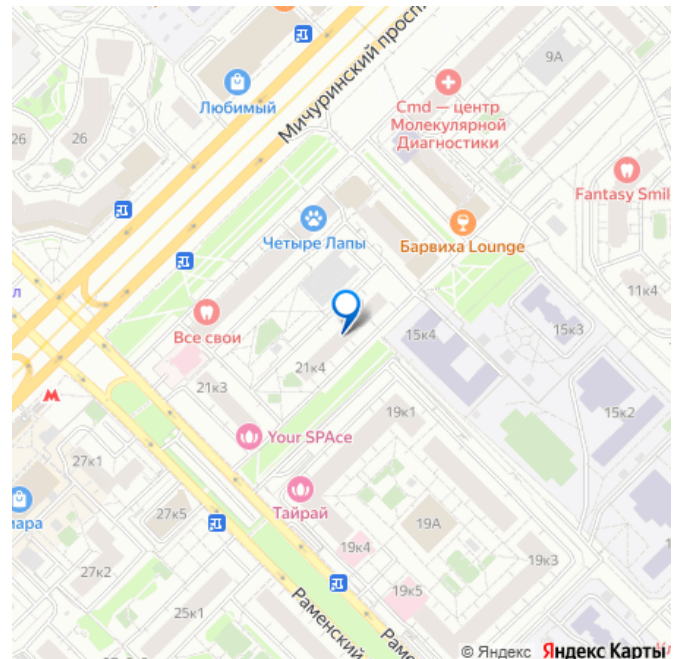 Мичуринский просп
9А
Любимый
Cmd — центр
Молекулярной
Диагностики
26
26
Fantasy Smil
Четыре Лапы
Барвиха Lounge
л
11к4
Все свои
15к4
15к3
21к4
21к3
19к1
15к2
Your SPAce
27к1
Тайрай
мара
27к5
19А
19к4
19к3
27к2
19к5
25к1
Раменский
Раме
© Яндекс Яндекс Карты